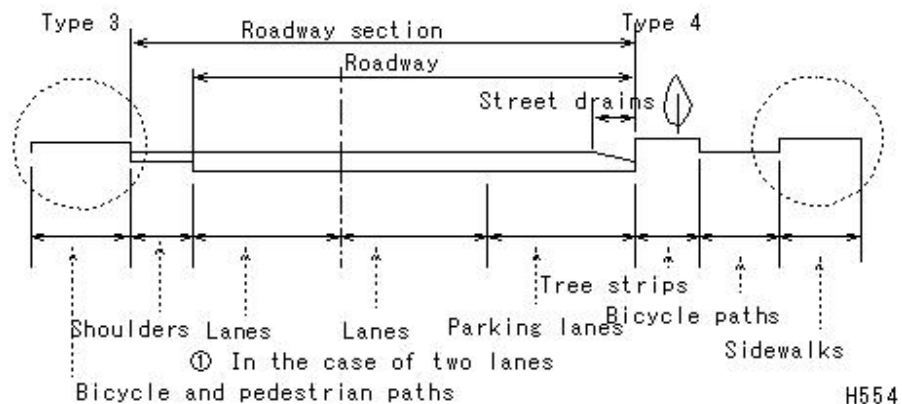 Type 3
Roadway section
Type 4
Roadway
Street drains
Tree strips
Bicycle paths
Shoulders
Lanes
Lanes
Parking lanes
Sidewalks
① In the case of two lanes
Bicycle and pedestrian paths
H554